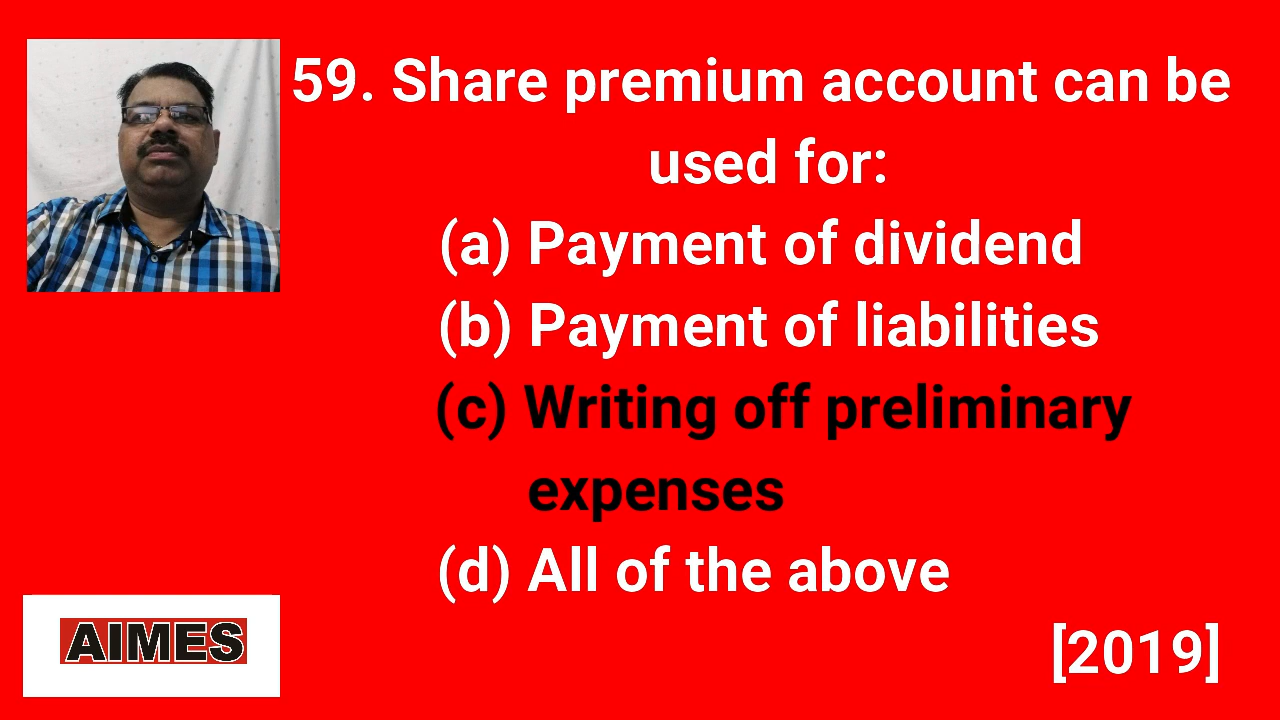 59. Share premium account can be
used for:
(a) Payment of dividend
(b) Payment of liabilities
(c) Writing off preliminary
expenses
(d) All of the above
[2019]
AIMES